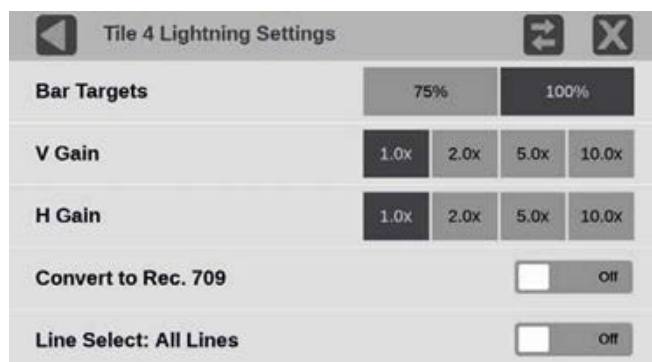 Tile 4 Lightning Settings
Bar Targets 75% 100%
V Gain 1.0x 2.0x 5.0x 10.0x
H Gain 1.0x 2.0x 5.0x 10.0x
Convert to Rec. 709 Off
Line Select: All Lines Off